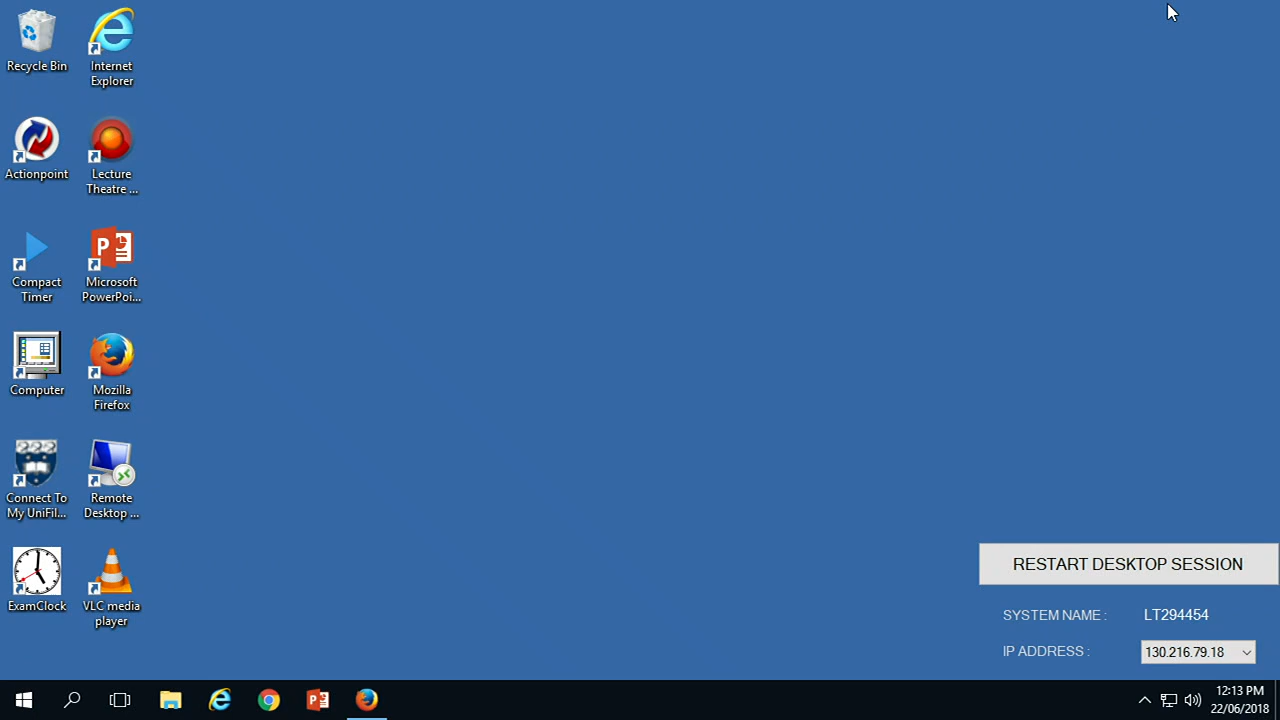 Recycle Bin
Internet
Explorer
Actionpoint
Lecture
Theatre ...
Compact
Timer
Microsoft
PowerPoi...
Computer
Mozilla
Firefox
Connect To
My UniFil...
Remote
Desktop ...
ExamClock
VLC media
player
RESTART DESKTOP SESSION
SYSTEM NAME : LT294454
IP ADDRESS : 130.216.79.18
12:13 PM
22/06/2018